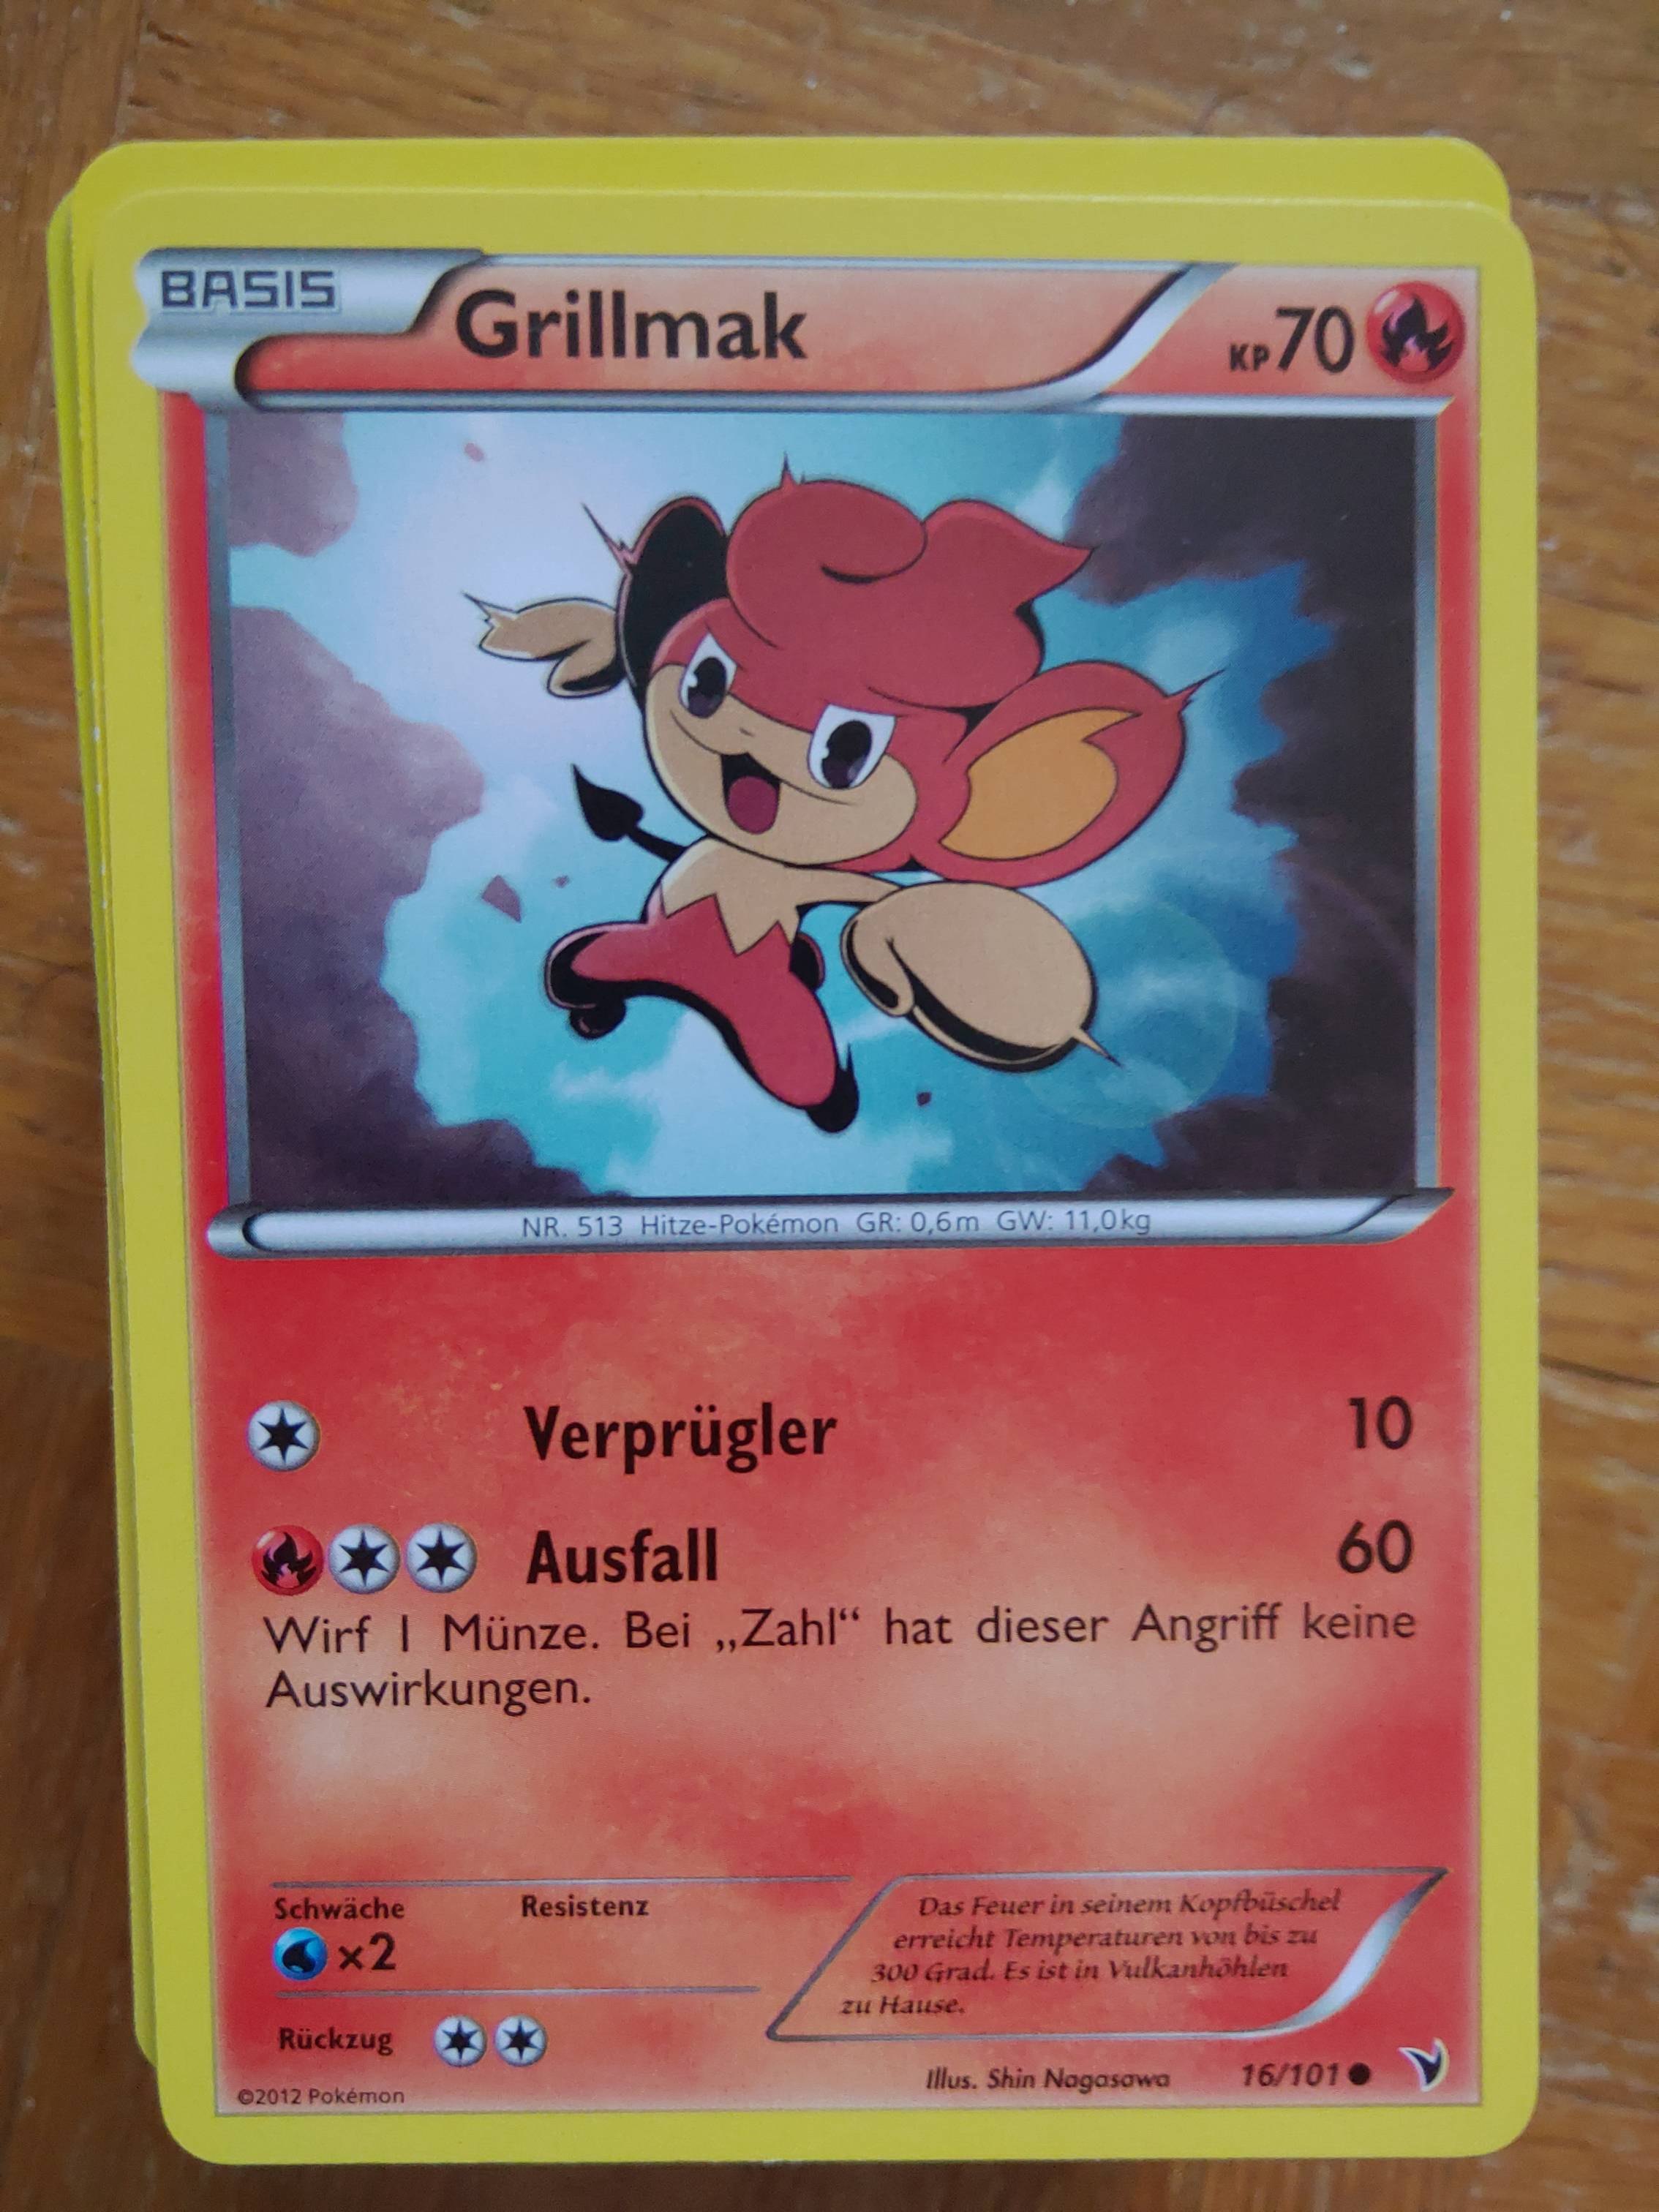 BASIS
Grillmak
KP 70
NR. 513 Hitze-Pokémon GR: 0,6m GW: 11,0kg
Verprügler 10
Ausfall 60
Wirf 1 Münze. Bei „Zahl“ hat dieser Angriff keine
Auswirkungen.
Schwäche Resistenz
×2
Rückzug
Das Feuer in seinem Kopfbüschel
erreicht Temperaturen von bis zu
300 Grad. Es ist in Vulkanhöhlen
zu Hause.
Illus. Shin Nagasawa 16/101
©2012 Pokémon